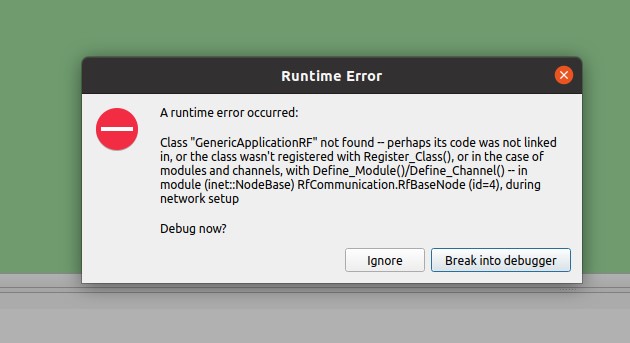 Runtime Error
A runtime error occurred:
Class "GenericApplicationRF" not found -- perhaps its code was not linked
in, or the class wasn't registered with Register_Class(), or in the case of
modules and channels, with Define_Module()/Define_Channel() -- in
module (inet::NodeBase) RfCommunication.RfBaseNode (id=4), during
network setup
Debug now?
Ignore
Break into debugger